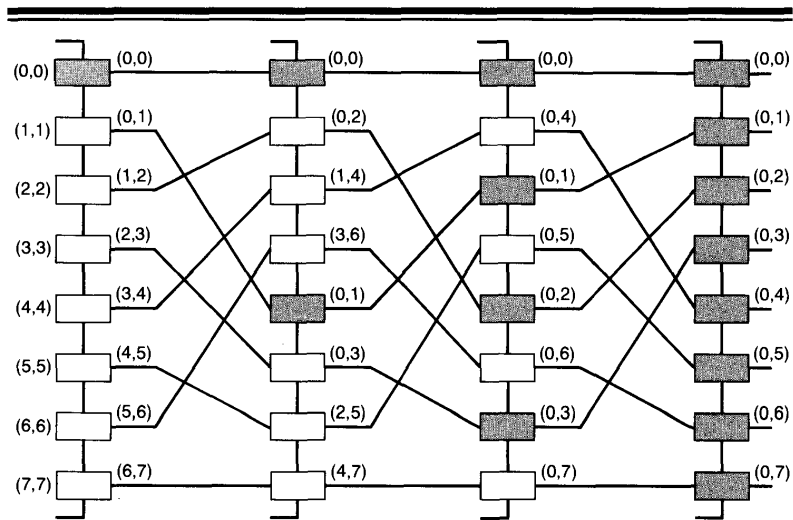 (0,0) (0,0) (0,0) (0,0) (0,0)
(1,1) (0,1) (0,2) (0,4) (0,1)
(2,2) (1,2) (1,4) (0,1) (0,2)
(3,3) (2,3) (3,6) (0,5) (0,3)
(4,4) (3,4) (0,1) (0,2) (0,4)
(5,5) (4,5) (0,3) (0,6) (0,5)
(6,6) (5,6) (2,5) (0,3) (0,6)
(7,7) (6,7) (4,7) (0,7) (0,7)